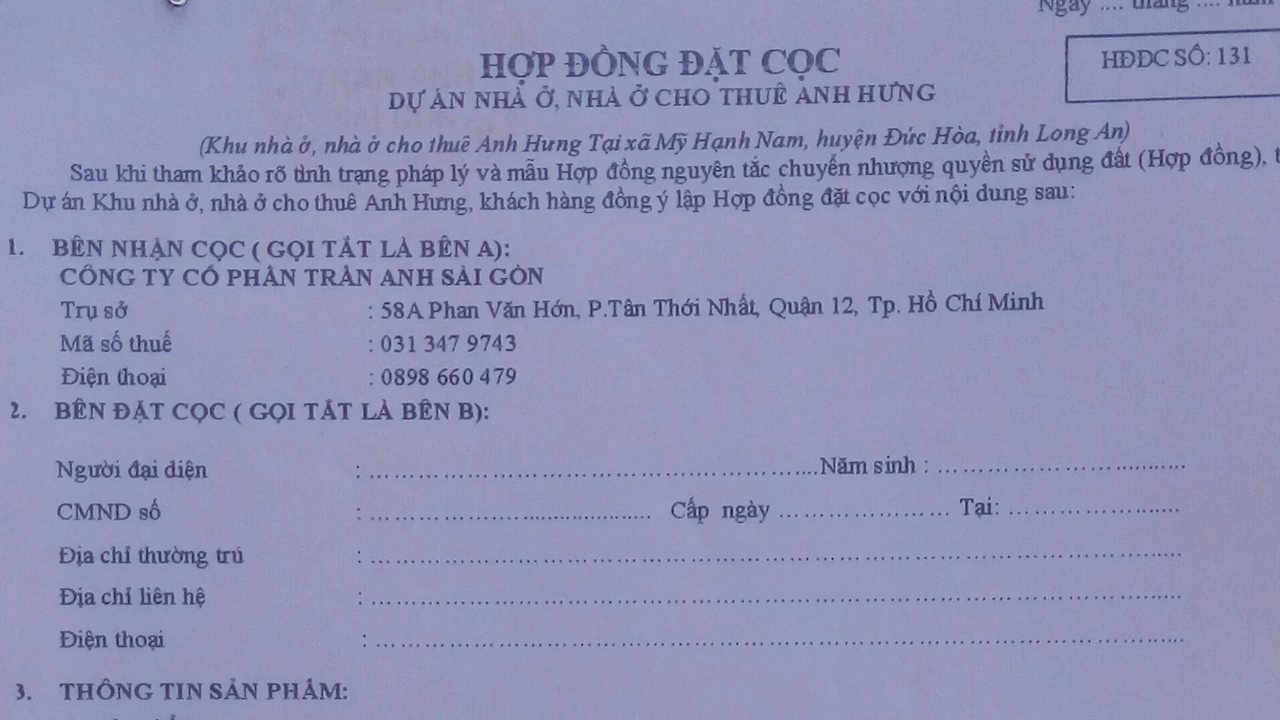 Ngày .... tháng .... năm
HĐĐC SỐ: 131
HỢP ĐỒNG ĐẶT CỌC
DỰ ÁN NHÀ Ở, NHÀ Ở CHO THUÊ ANH HƯNG
(Khu nhà ở, nhà ở cho thuê Anh Hưng Tại xã Mỹ Hạnh Nam, huyện Đức Hòa, tỉnh Long An)
Sau khi tham khảo rõ tình trạng pháp lý và mẫu Hợp đồng nguyên tắc chuyển nhượng quyền sử dụng đất (Hợp đồng),
Dự án Khu nhà ở, nhà ở cho thuê Anh Hưng, khách hàng đồng ý lập Hợp đồng đặt cọc với nội dung sau:
1. BÊN NHẬN CỌC ( GỌI TẮT LÀ BÊN A):
CÔNG TY CỔ PHẦN TRẦN ANH SÀI GÒN
Trụ sở : 58A Phan Văn Hớn, P.Tân Thới Nhất, Quận 12, Tp. Hồ Chí Minh
Mã số thuế : 031 347 9743
Điện thoại : 0898 660 479
2. BÊN ĐẶT CỌC ( GỌI TẮT LÀ BÊN B):
Người đại diện : ........................................................Năm sinh : ..............................
CMND số : ................................... Cấp ngày ..................... Tại: .....................
Địa chỉ thường trú : ....................................................................................................
Địa chỉ liên hệ : ....................................................................................................
Điện thoại : ....................................................................................................
3. THÔNG TIN SẢN PHẨM: